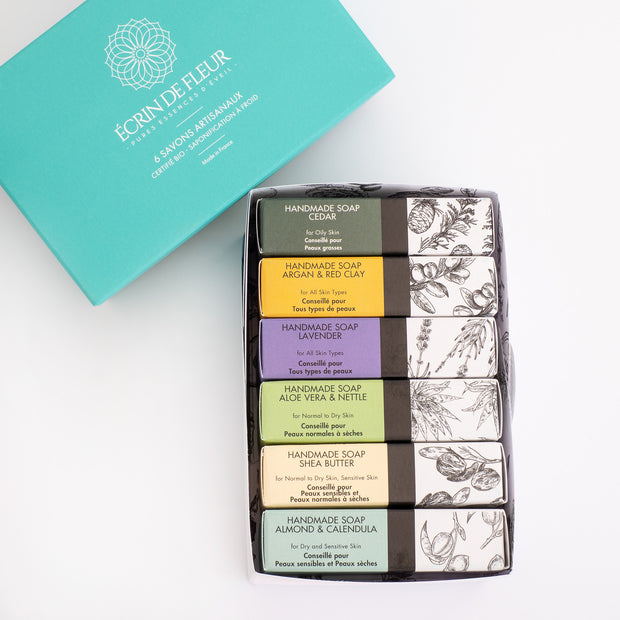 ÉCRIN DE FLEUR
- PURES ESSENCES D'ÉVEIL -
6 SAVONS ARTISANAUX
CERTIFIÉ BIO - SAPONIFICATION À FROID
Made in France
HANDMADE SOAP
CEDAR
for Oily Skin
Conseillé pour
Peaux grasses
HANDMADE SOAP
ARGAN & RED CLAY
for All Skin Types
Conseillé pour
Tous types de peaux
HANDMADE SOAP
LAVENDER
for All Skin Types
Conseillé pour
Tous types de peaux
HANDMADE SOAP
ALOE VERA & NETTLE
for Normal to Dry Skin
Conseillé pour
Peaux normales à sèches
HANDMADE SOAP
SHEA BUTTER
for Normal to Dry Skin, Sensitive Skin
Conseillé pour
Peaux sensibles et
Peaux normales à sèches
HANDMADE SOAP
ALMOND & CALENDULA
for Dry and Sensitive Skin
Conseillé pour
Peaux sensibles et Peaux sèches